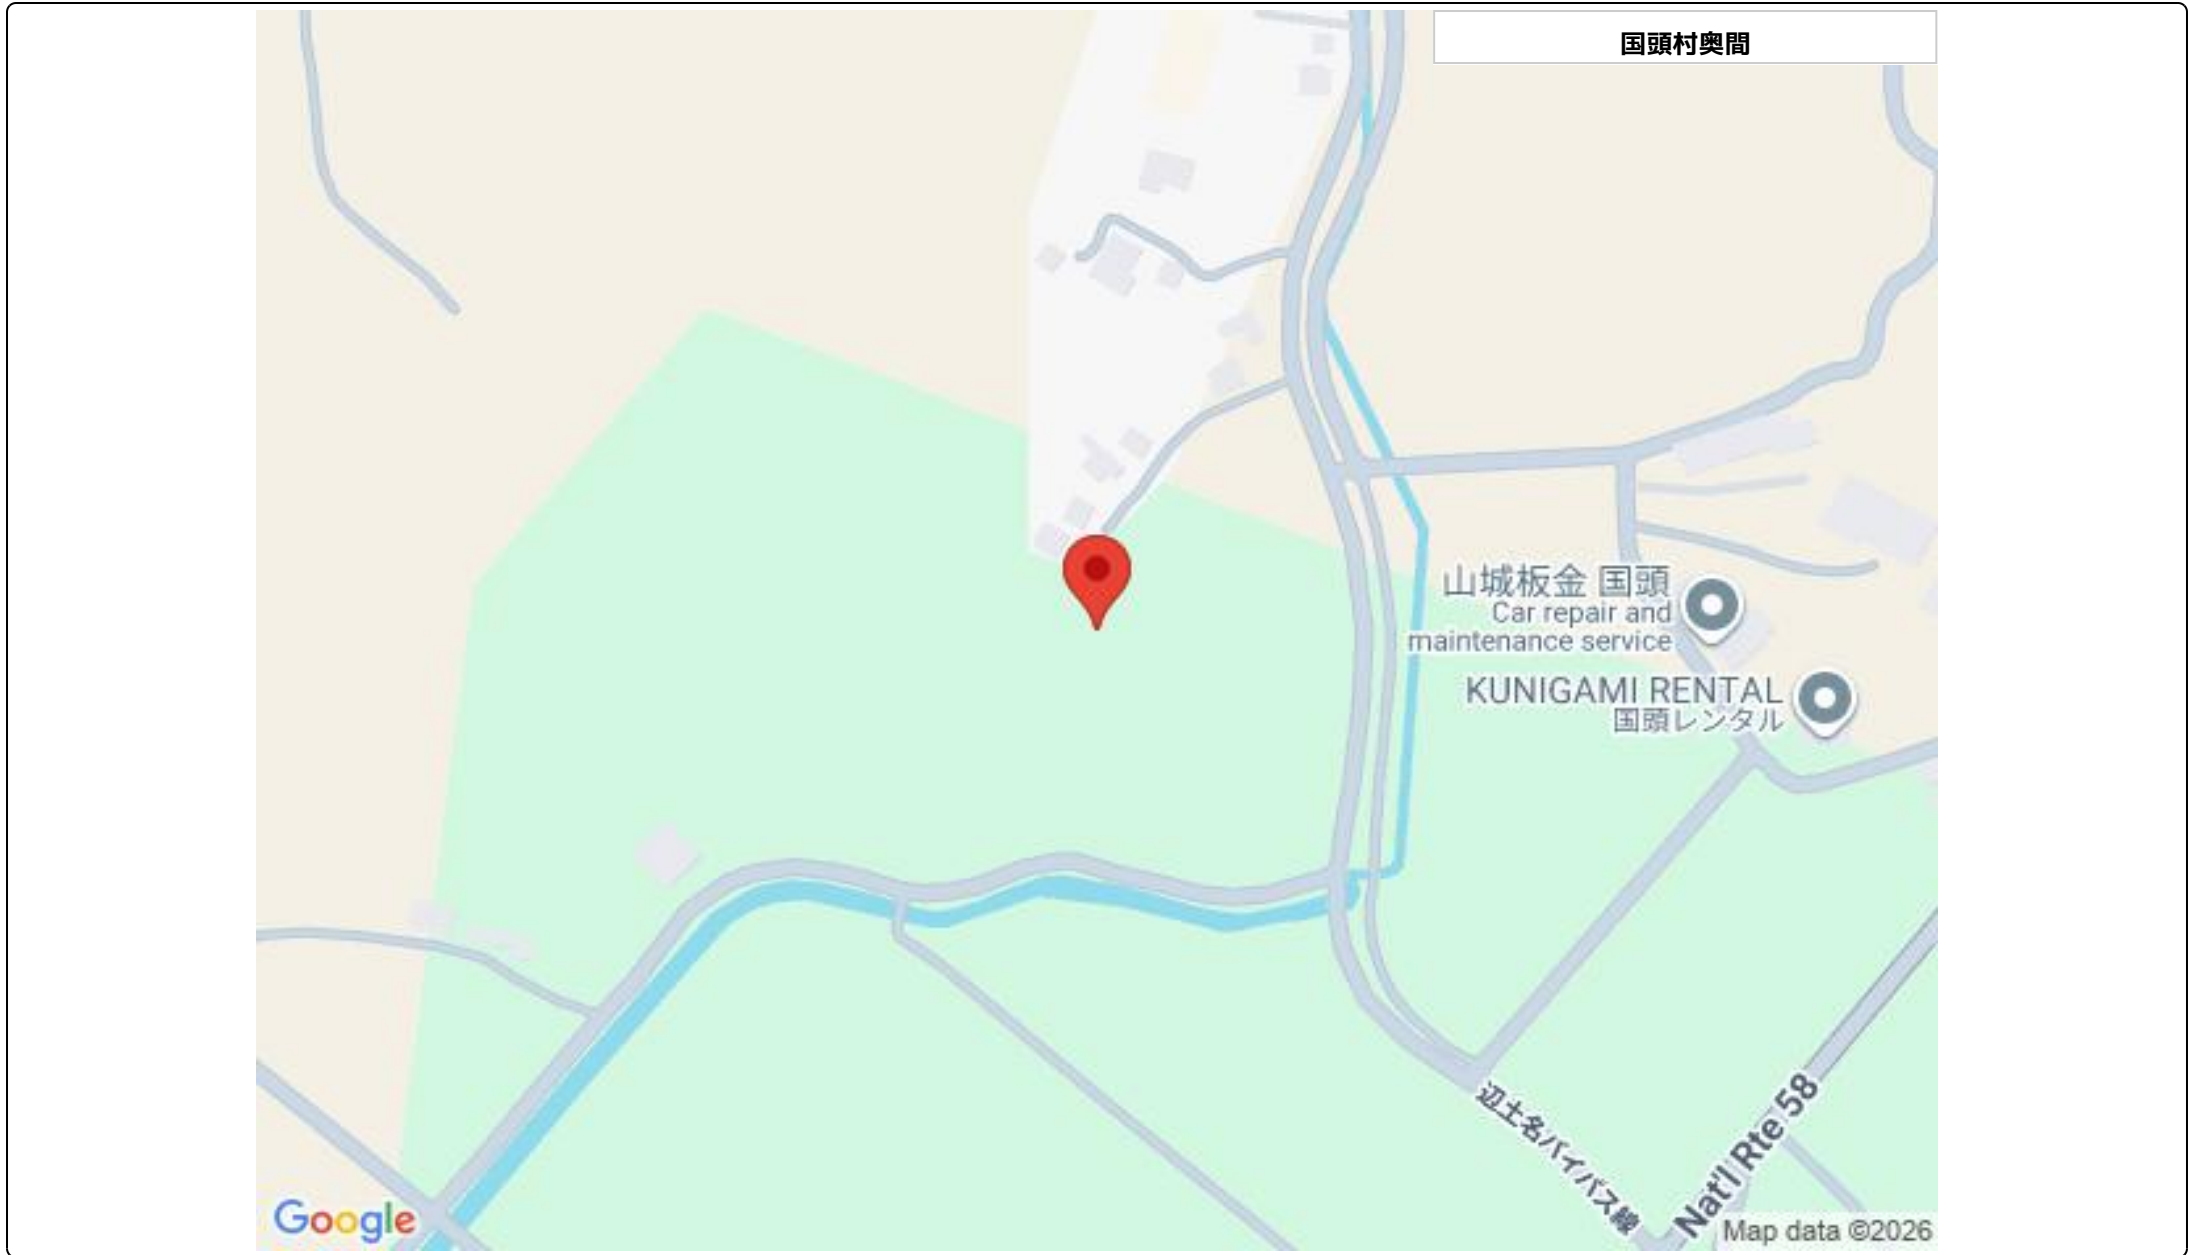 国頭村奥間
山城板金 国頭
Car repair and
maintenance service
KUNIGAMI RENTAL
国頭レンタル
辺土名バイパス線
Nat'l Rte 58
Google
Map data ©2026